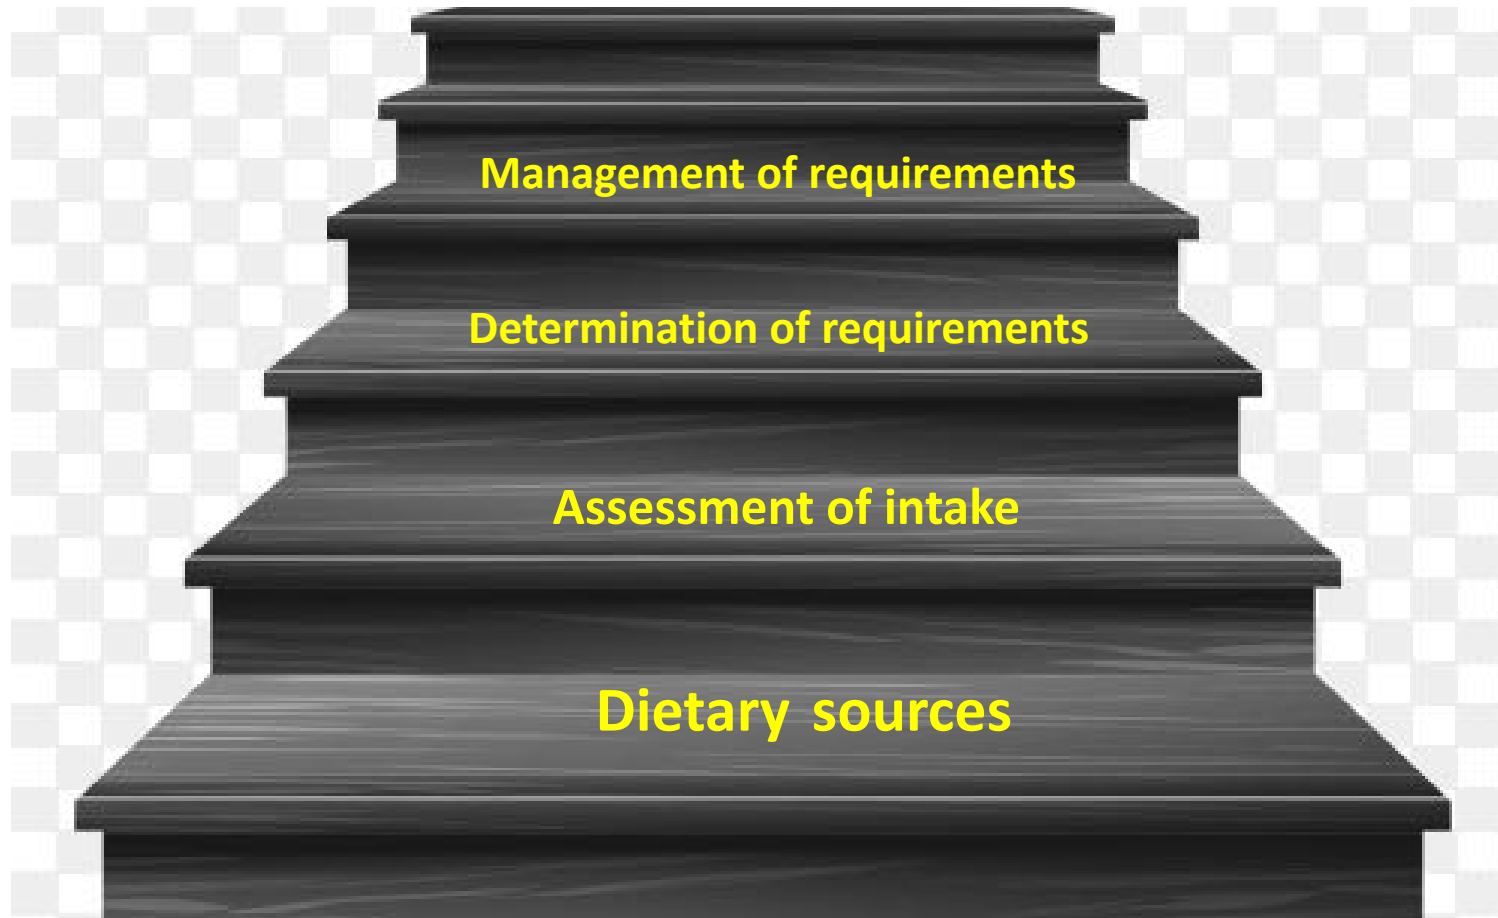 Management of requirements
Determination of requirements
Assessment of intake
Dietary sources